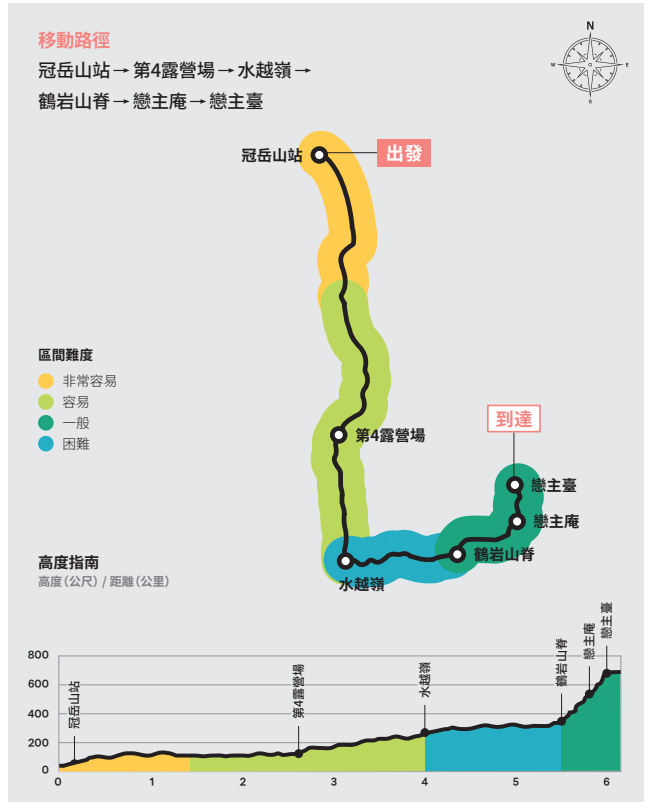 移動路徑
冠岳山站→第4露營場→水越嶺→
鶴岩山脊→戀主庵→戀主臺
N
W
E
S
冠岳山站
出發
區間難度
非常容易
容易
一般
困難
到達
第4露營場
戀主臺
戀主庵
鶴岩山脊
水越嶺
高度指南
高度(公尺) / 距離(公里)
800
600
400
200
0
冠岳山站
第4露營場
水越嶺
鶴岩山脊
戀主庵
戀主臺
0
1
2
3
4
5
6